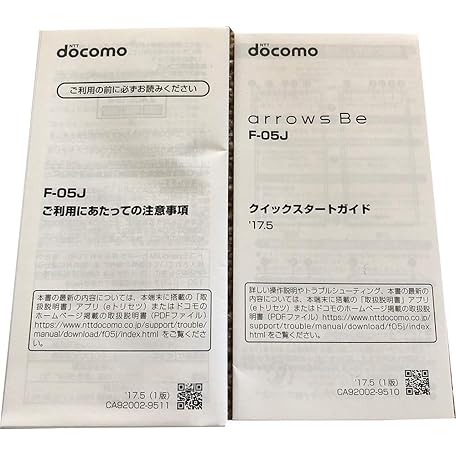 NTT
docomo
ご利用の前に必ずお読みください
F-05J
ご利用にあたっての注意事項
本書の最新の内容については、本端末に搭載の「取
扱説明書」アプリ(eトリセツ)またはドコモの
ホームページ掲載の取扱説明書(PDFファイル)
https://www.nttdocomo.co.jp/support/trouble/
manual/download/f05j/index.html をご覧ください。
'17.5(1版)
CA92002-9511
NTT
docomo
arrows Be
F-05J
クイックスタートガイド
'17.5
詳しい操作説明やトラブルシューティング、本書の
最新の内容については、本端末に搭載の「取扱説明
書」アプリ(eトリセツ)またはドコモのホームペー
ジ掲載の取扱説明書(PDFファイル)
https://www.nttdocomo.co.jp/
support/trouble/manual/download/f05j/index.
html をご覧ください。
'17.5(1版)
CA92002-9510